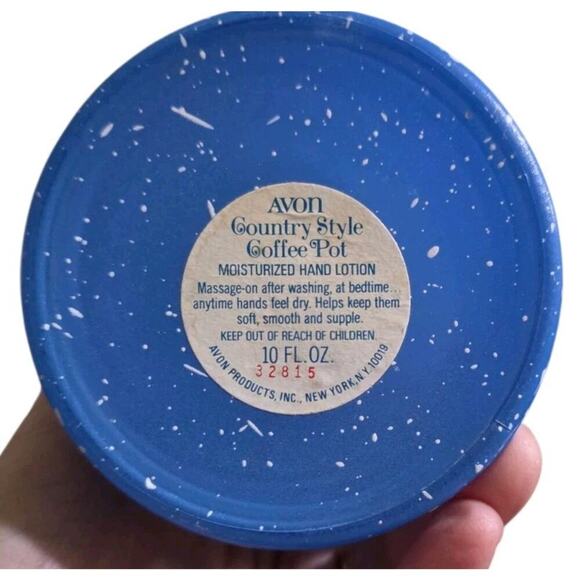 AVON
Country Style
Coffee Pot
MOISTURIZED HAND LOTION
Massage-on after washing, at bedtime...
anytime hands feel dry. Helps keep them
soft, smooth and supple.
KEEP OUT OF REACH OF CHILDREN.
10 FL. OZ.
32815
AVON PRODUCTS, INC., NEW YORK, N.Y. 10019